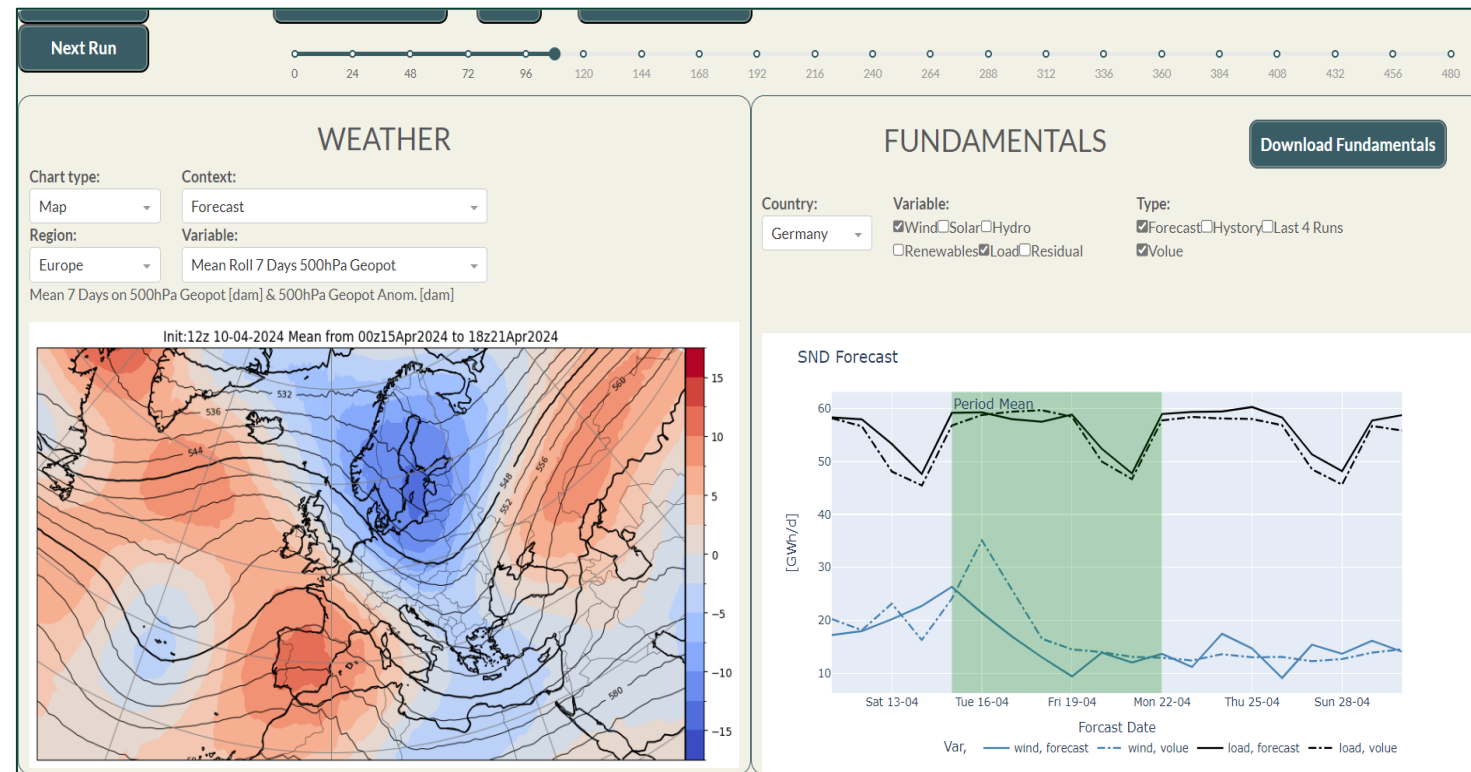 Next Run
0 24 48 72 96 120 144 168 192 216 240 264 288 312 336 360 384 408 432 456 480
WEATHER
Chart type: Context:
Map Forecast
Region: Variable:
Europe Mean Roll 7 Days 500hPa Geopot
Mean 7 Days on 500hPa Geopot [dam] & 500hPa Geopot Anom. [dam]
Init:12z 10-04-2024 Mean from 00z15Apr2024 to 18z21Apr2024
532
536
544
548
552
556
560
580
15
10
5
0
−5
−10
−15
FUNDAMENTALS
Download Fundamentals
Country: Variable: Type:
Germany
Wind Solar Hydro
Renewables Load Residual
Forecast Hystory Last 4 Runs
Volue
SND Forecast
Period Mean
60
50
40
30
20
10
[GWh/d]
Sat 13-04 Tue 16-04 Fri 19-04 Mon 22-04 Thu 25-04 Sun 28-04
Forcast Date
Var, wind, forecast wind, volue load, forecast load, volue